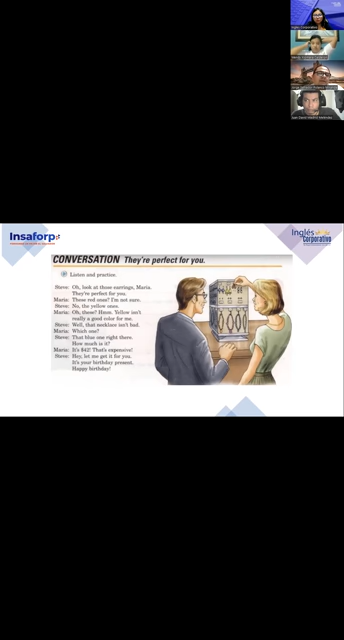 Insaforp
Inglés
Corporativo
CONVERSATION They're perfect for you.
Listen and practice.
Steve: Oh, look at those earrings, Maria.
They're perfect for you.
Maria: These red ones? I'm not sure.
Steve: No, the yellow ones.
Maria: Oh, these? Hmm. Yellow isn't
really a good color for me.
Steve: Well, that necklace isn't bad.
Maria: Which one?
Steve: That blue one right there.
How much is it?
Maria: It's $42! That's expensive!
Steve: Hey, let me get it for you.
It's your birthday present.
Happy birthday!